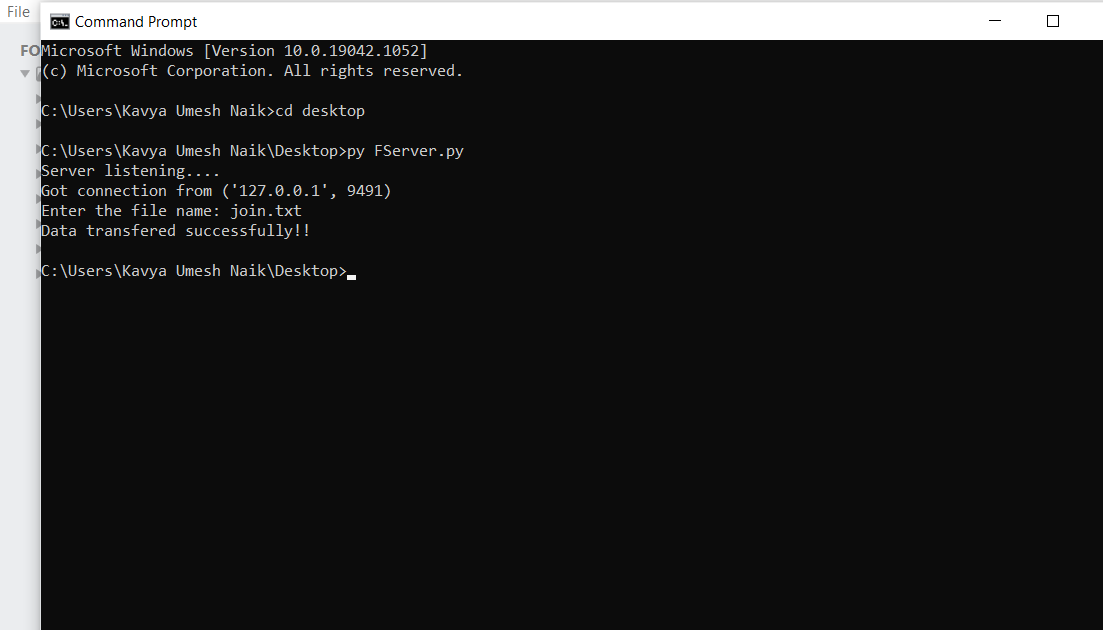 File
Command Prompt
FO
Microsoft Windows [Version 10.0.19042.1052]
(c) Microsoft Corporation. All rights reserved.
C:\Users\Kavya Umesh Naik>cd desktop
C:\Users\Kavya Umesh Naik\Desktop>py FServer.py
Server listening....
Got connection from ('127.0.0.1', 9491)
Enter the file name: join.txt
Data transfered successfully!!
C:\Users\Kavya Umesh Naik\Desktop>